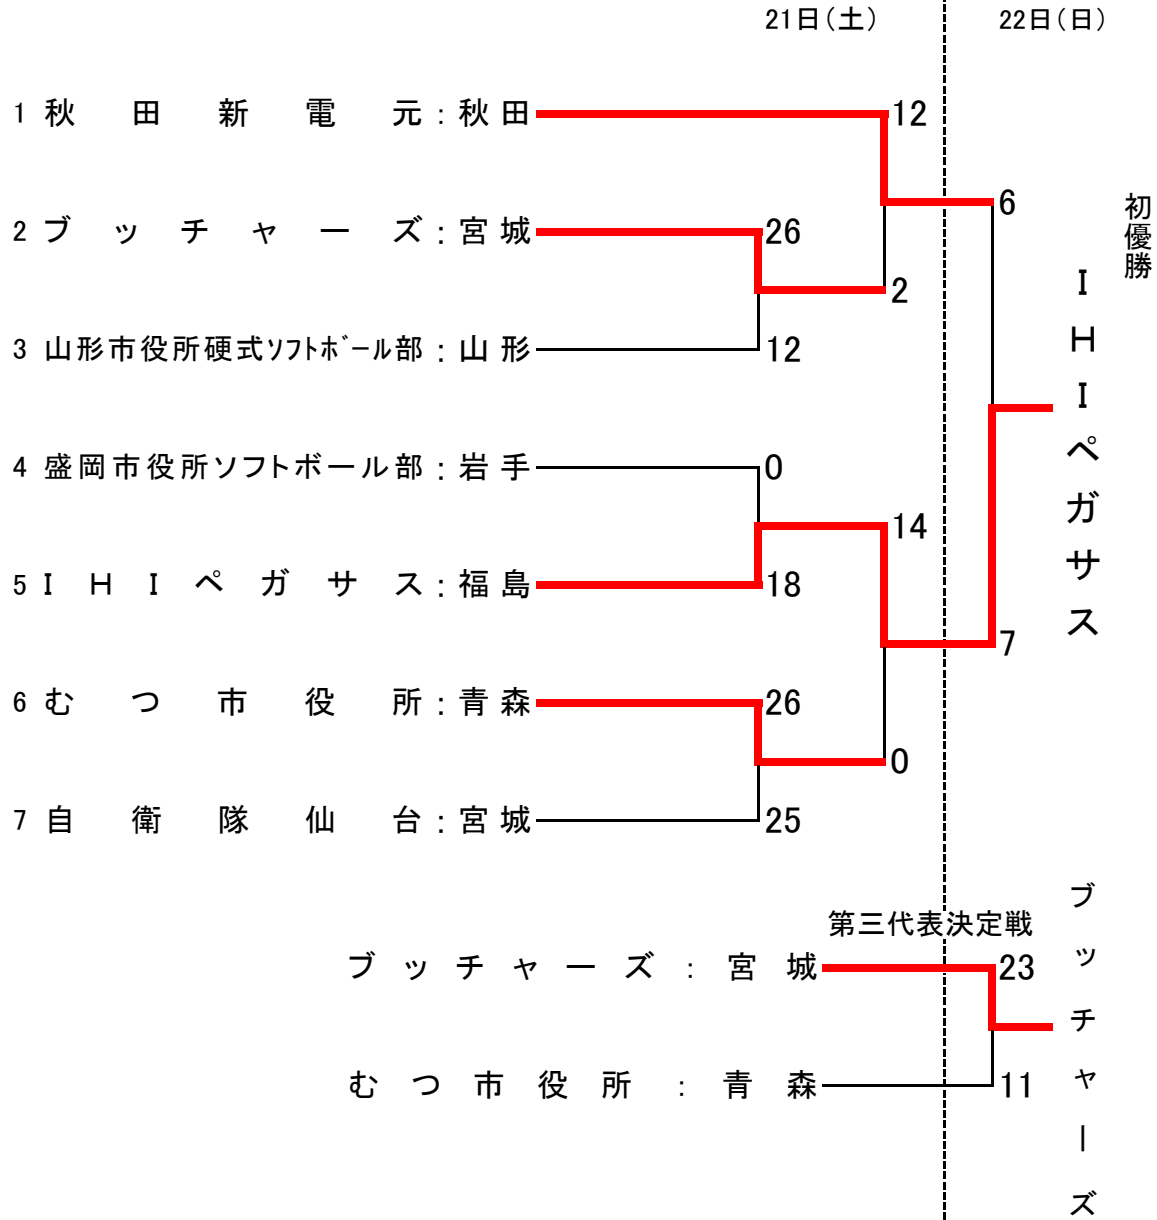 21日(土) 22日(日)
1 秋田新電元:秋田 12
6
初優勝
2 ブッチャーズ:宮城 26
2
3 山形市役所硬式ソフトボール部:山形 12
IHIペガサス
4 盛岡市役所ソフトボール部:岩手 0
14
5 IHIペガサス:福島 18
7
6 むつ市役所:青森 26
0
7 自衛隊仙台:宮城 25
第三代表決定戦
ブッチャーズ:宮城 23
ブッチャーズ
むつ市役所:青森 11